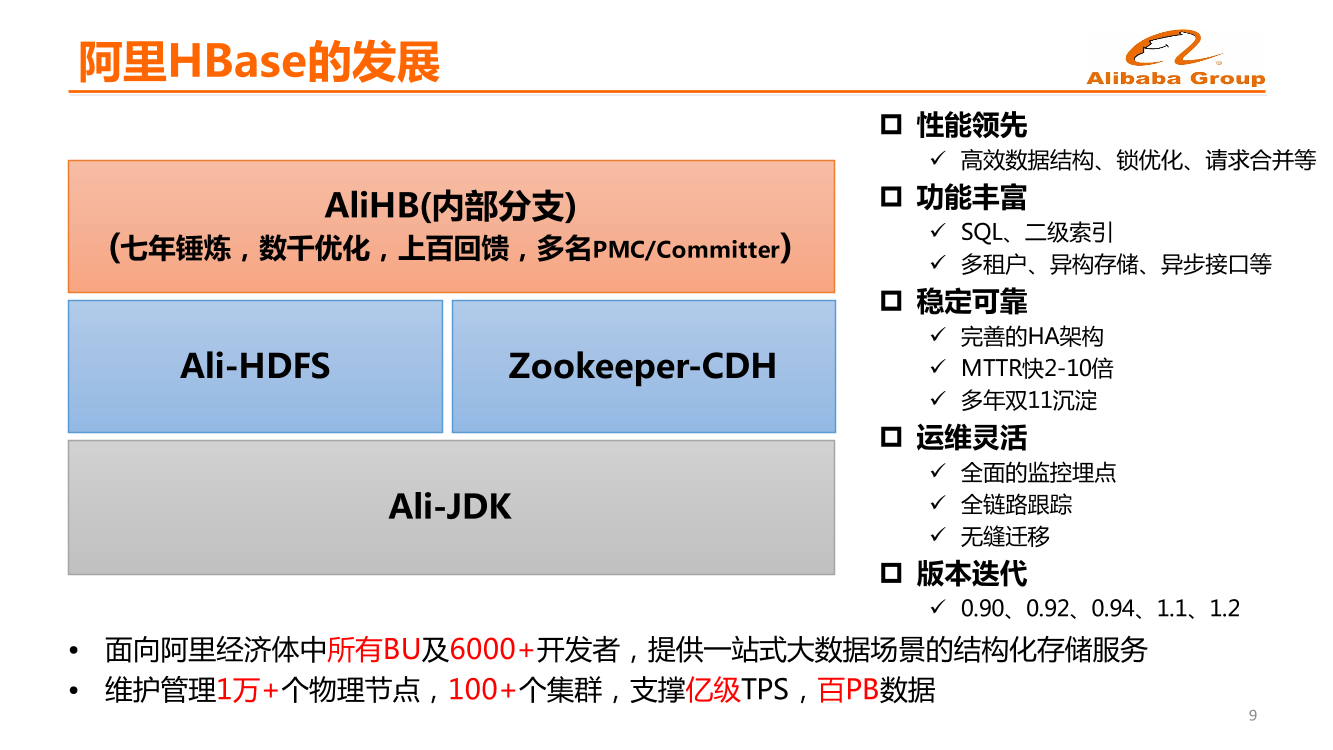 阿里HBase的发展
Alibaba Group
AliHB(内部分支)
(七年锤炼，数千优化，上百回馈，多名PMC/Committer)
Ali-HDFS
Zookeeper-CDH
Ali-JDK
性能领先
✓ 高效数据结构、锁优化、请求合并等
功能丰富
✓ SQL、二级索引
✓ 多租户、异构存储、异步接口等
稳定可靠
✓ 完善的HA架构
✓ MTTR快2-10倍
✓ 多年双11沉淀
运维灵活
✓ 全面的监控埋点
✓ 全链路跟踪
✓ 无缝迁移
版本迭代
✓ 0.90、0.92、0.94、1.1、1.2
• 面向阿里经济体中所有BU及6000+开发者，提供一站式大数据场景的结构化存储服务
• 维护管理1万+个物理节点，100+个集群，支撑亿级TPS，百PB数据
9